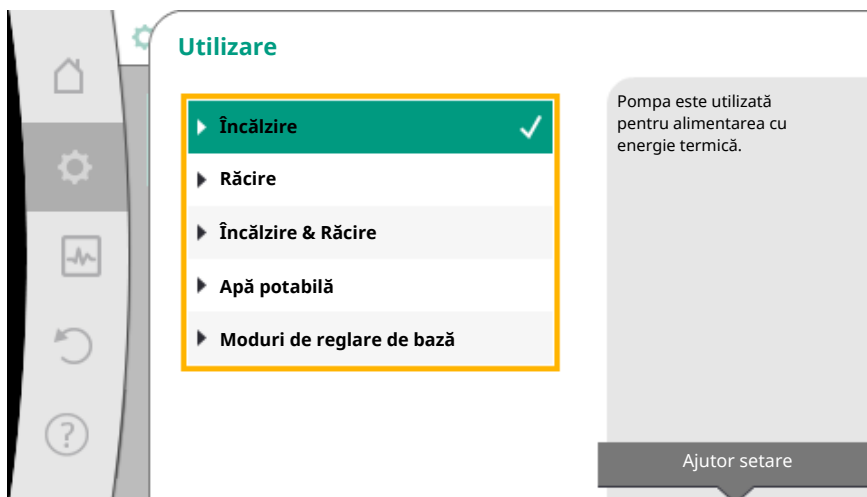 Utilizare
Încălzire
Răcire
Încălzire & Răcire
Apă potabilă
Moduri de reglare de bază
Pompa este utilizată
pentru alimentarea cu
energie termică.
Ajutor setare
?